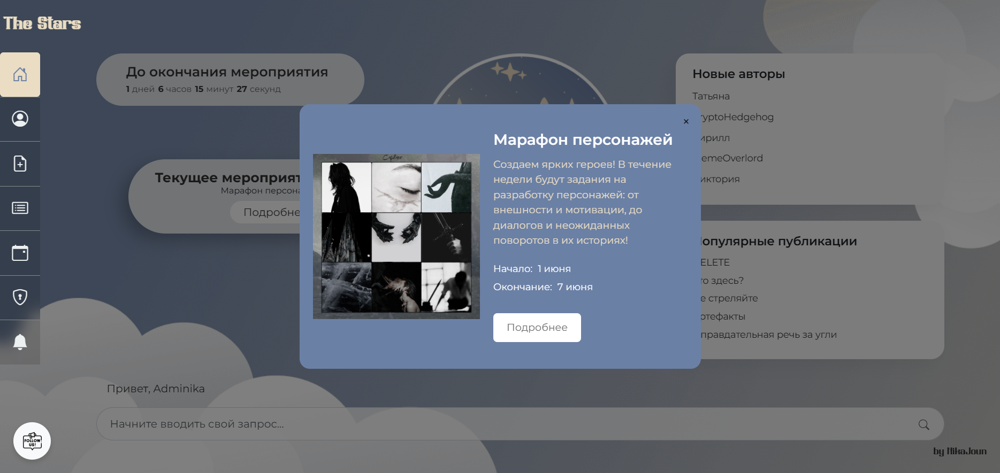 The Stars
До окончания мероприятия
1 дней 6 часов 15 минут 27 секунд
Текущее мероприят
Марафон персона
Подробне
×
Capitano
Марафон персонажей
Создаем ярких героев! В течение
недели будут задания на
разработку персонажей: от
внешности и мотивации, до
диалогов и неожиданных
поворотов в их историях!
Начало: 1 июня
Окончание: 7 июня
Подробнее
Новые авторы
Татьяна
ryptoHedgehog
ирилл
emeOverlord
иктория
опулярные публикации
ELETE
то здесь?
е стреляйте
ртефакты
правдательная речь за угли
Привет, Adminika
Начните вводить свой запрос...
FOLLOW
US!
by NikaJoun